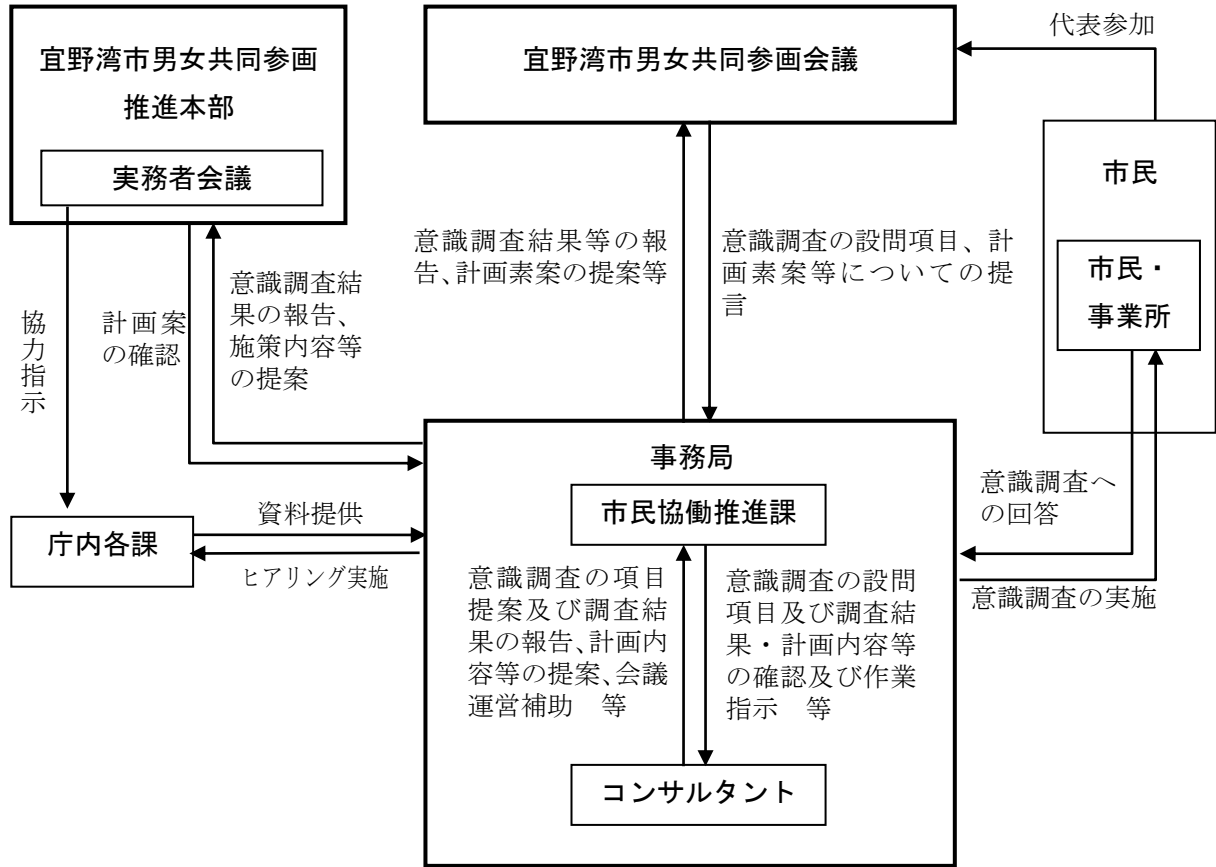 宜野湾市男女共同参画
推進本部
実務者会議
宜野湾市男女共同参画会議
代表参加
市民
市民・
事業所
協力指示
計画案
の確認
意識調査結
果の報告、
施策内容等
の提案
意識調査結果等の報
告、計画素案の提案等
意識調査の設問項目、計
画素案等についての提
言
庁内各課
資料提供
ヒアリング実施
事務局
市民協働推進課
意識調査の項目
提案及び調査結
果の報告、計画内
容等の提案、会議
運営補助　等
意識調査の設問
項目及び調査結
果・計画内容等
の確認及び作業
指示　等
コンサルタント
意識調査へ
の回答
意識調査の実施